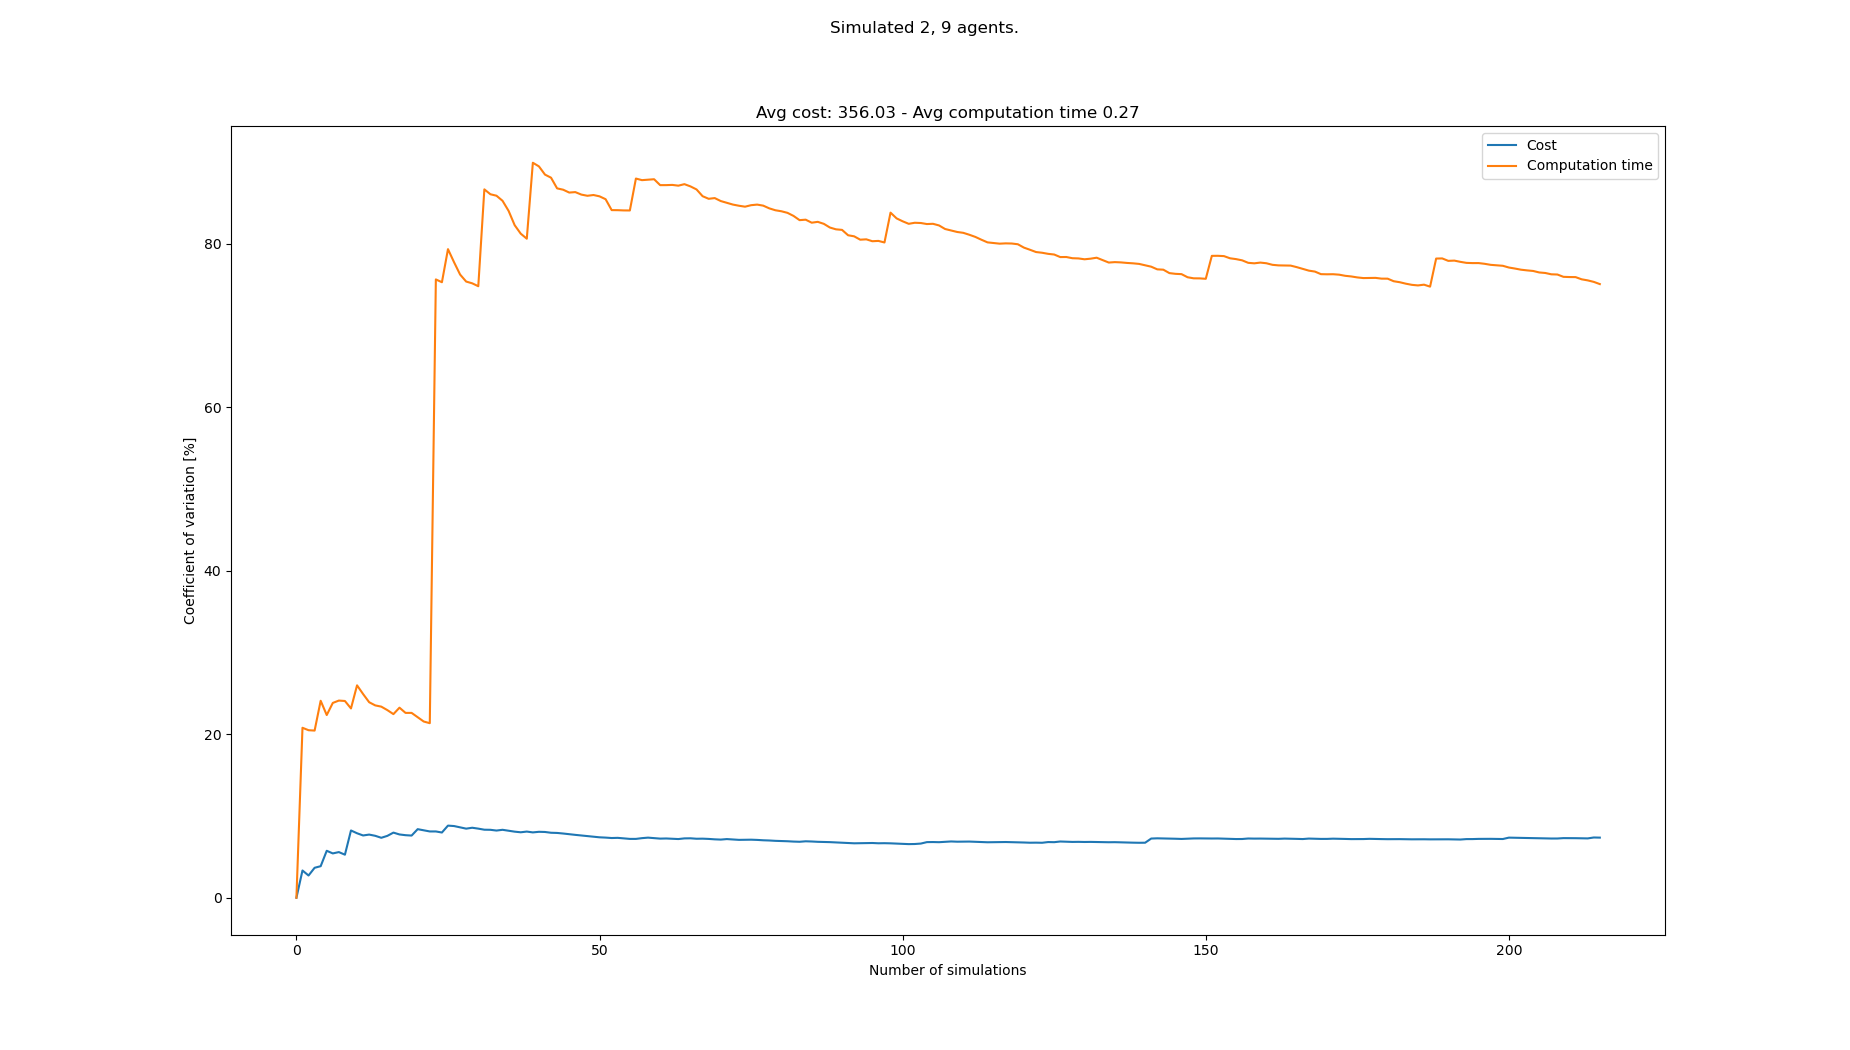 Simulated 2, 9 agents.
Avg cost: 356.03 - Avg computation time 0.27
Cost
Computation time
80
60
40
20
0
Coefficient of variation [%]
0
50
100
150
200
Number of simulations